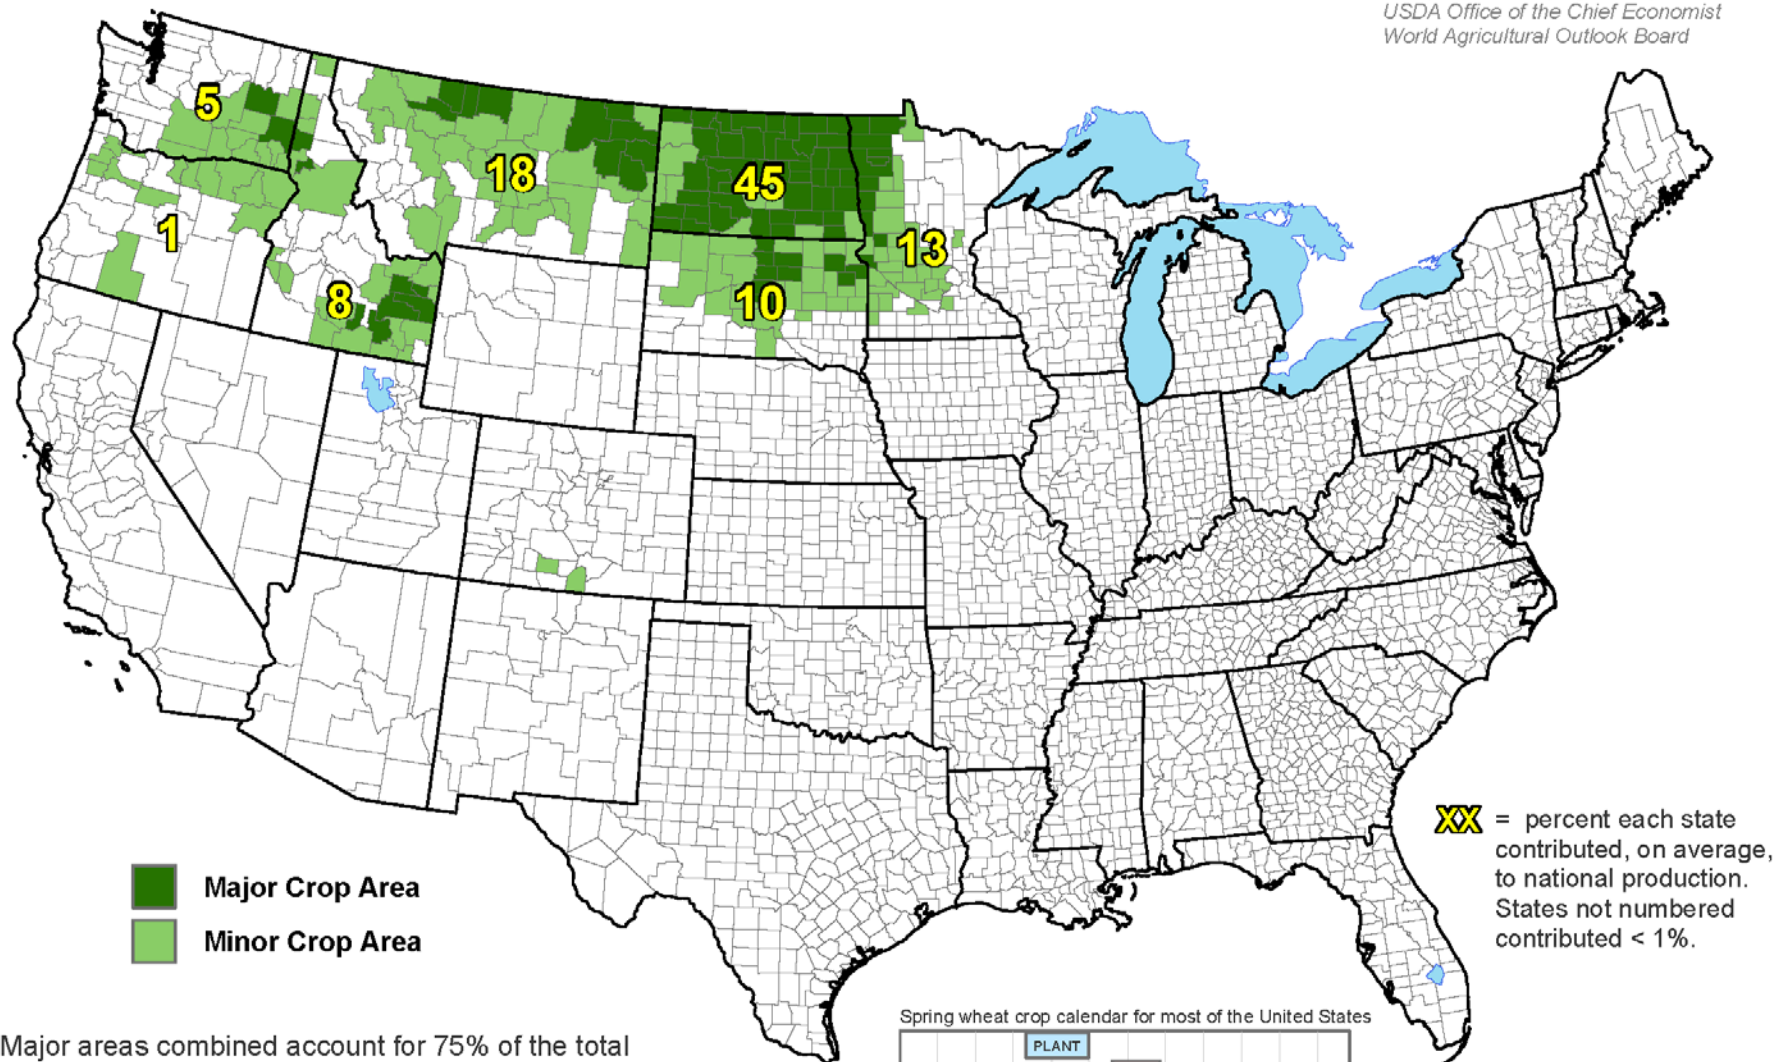 USDA Office of the Chief Economist
World Agricultural Outlook Board
5
18
45
1
13
8
10
XX = percent each state
contributed, on average,
to national production.
States not numbered
contributed < 1%.
Major Crop Area
Minor Crop Area
Major areas combined account for 75% of the total
Spring wheat crop calendar for most of the United States
PLANT